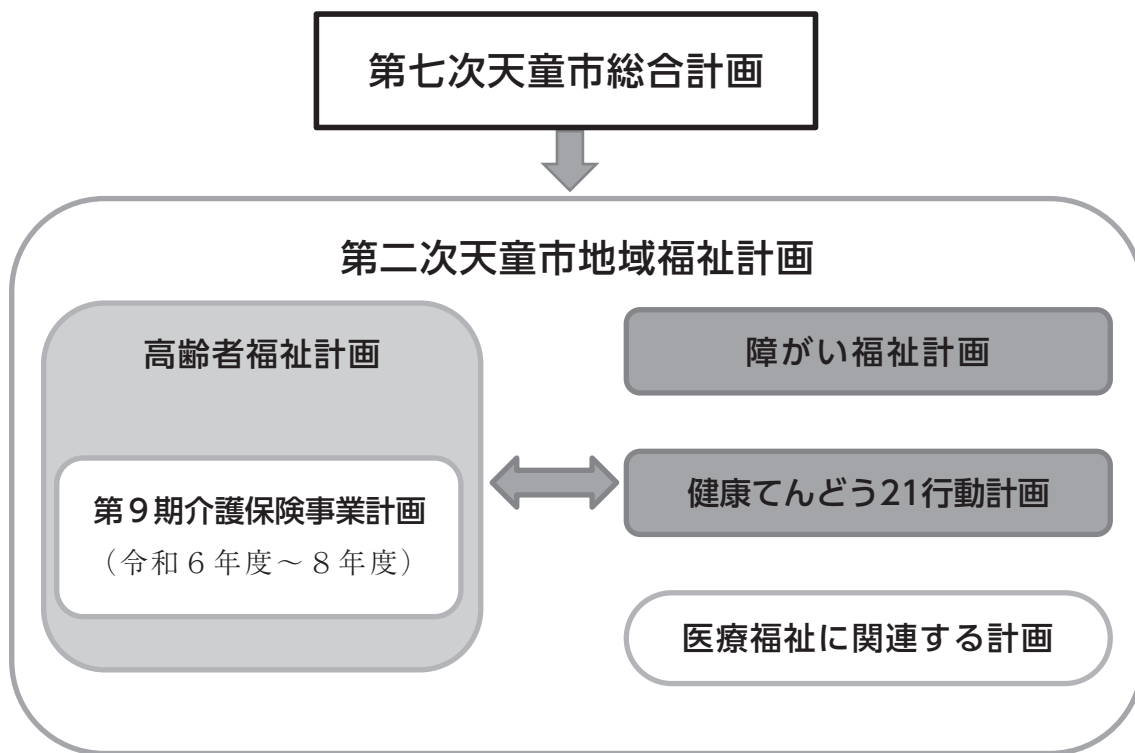 第七次天童市総合計画
第二次天童市地域福祉計画
高齢者福祉計画
第9期介護保険事業計画
（令和６年度～８年度）
障がい福祉計画
健康てんどう21行動計画
医療福祉に関連する計画